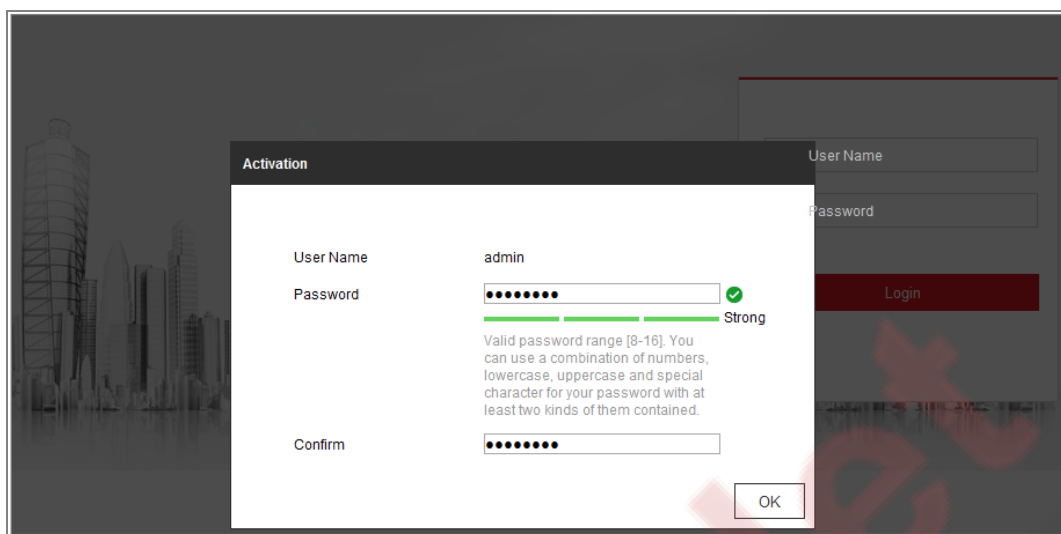 Activation
User Name
Password
Login
User Name admin
Password ●●●●●●●●
Strong
Valid password range [8-16]. You
can use a combination of numbers,
lowercase, uppercase and special
character for your password with at
least two kinds of them contained.
Confirm ●●●●●●●●
OK